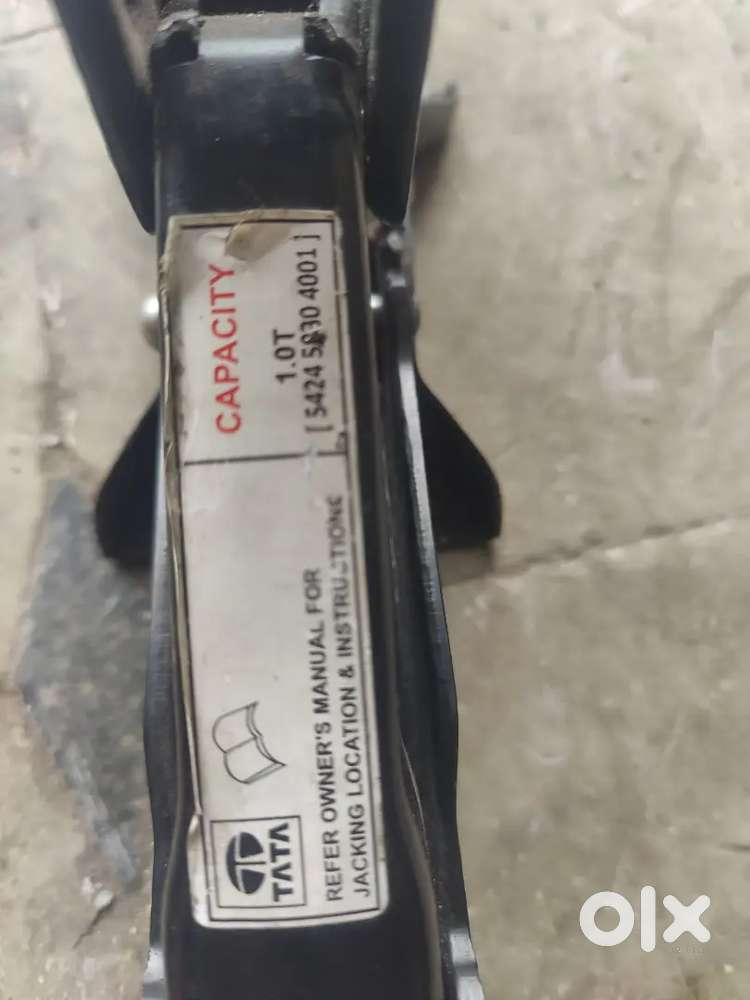 CAPACITY
1.0T
[ 5424 5830 4001 ]
TATA
REFER OWNER'S MANUAL FOR
JACKING LOCATION & INSTRUCTIONS
olx